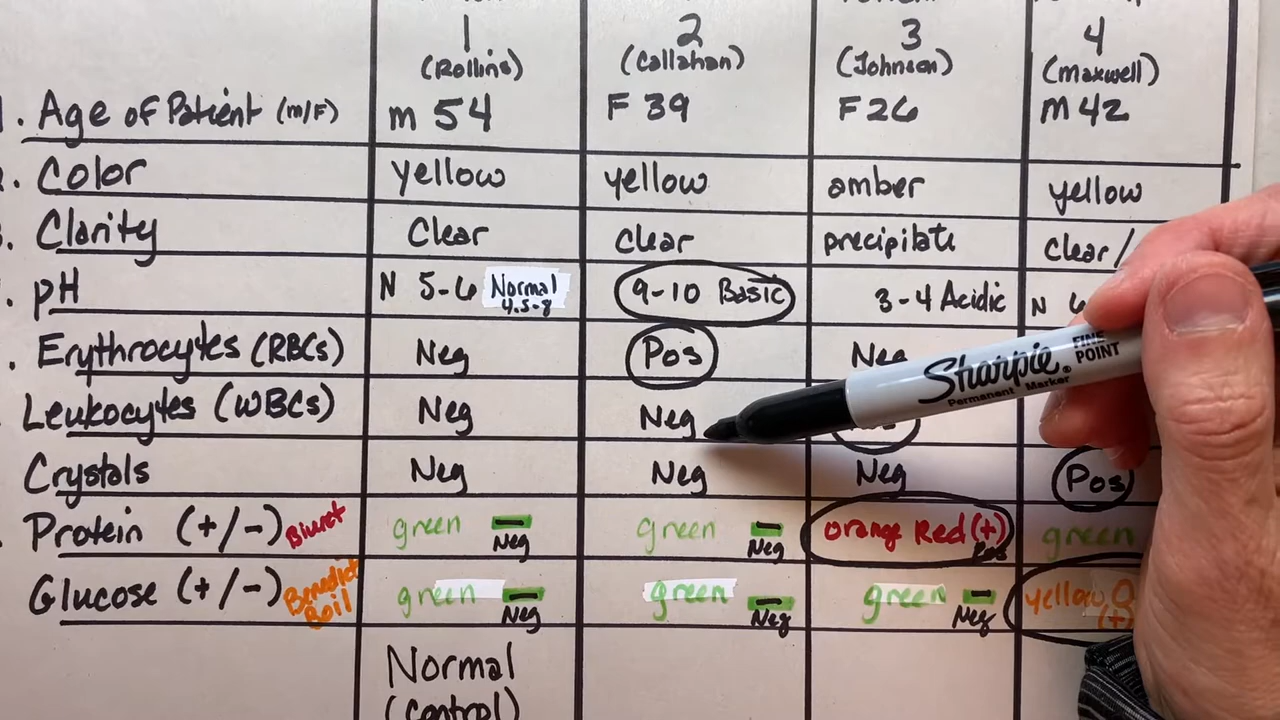 1 2 3 4
(Rollins) (Callahan) (Johnson) (Maxwell)
. Age of Patient (m/F) m 54 F 39 F 26 M 42
. Color yellow yellow amber yellow
. Clarity Clear clear precipitate clear/
. pH N 5-6 Normal 4.5-8 9-10 Basic 3-4 Acidic N 6
. Erythrocytes (RBCs) Neg Pos Neg
Leukocytes (WBCs) Neg Neg
Crystals Neg Neg Neg Pos
. Protein (+/-) Biuret green Neg green Neg orange Red (+) Pos green
Glucose (+/-) Benedict Boil green Neg green Neg green Neg yellow O (+)
Normal
(control)
Sharpie FINE POINT
Permanent Marker